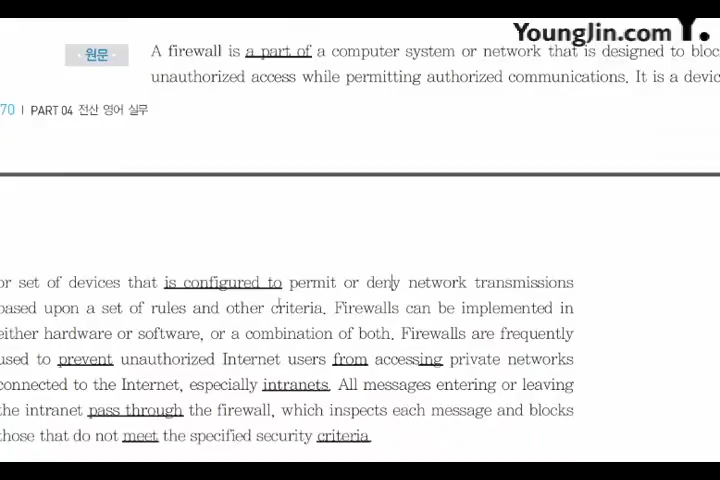 YoungJin.com Y.
원문
A firewall is a part of a computer system or network that is designed to
unauthorized access while permitting authorized communications. It is a
70 | PART 04 전산 영어 실무
or set of devices that is configured to permit or deny network transmissions
based upon a set of rules and other criteria. Firewalls can be implemented in
either hardware or software, or a combination of both. Firewalls are frequently
used to prevent unauthorized Internet users from accessing private networks
connected to the Internet, especially intranets. All messages entering or leaving
the intranet pass through the firewall, which inspects each message and blocks
those that do not meet the specified security criteria.